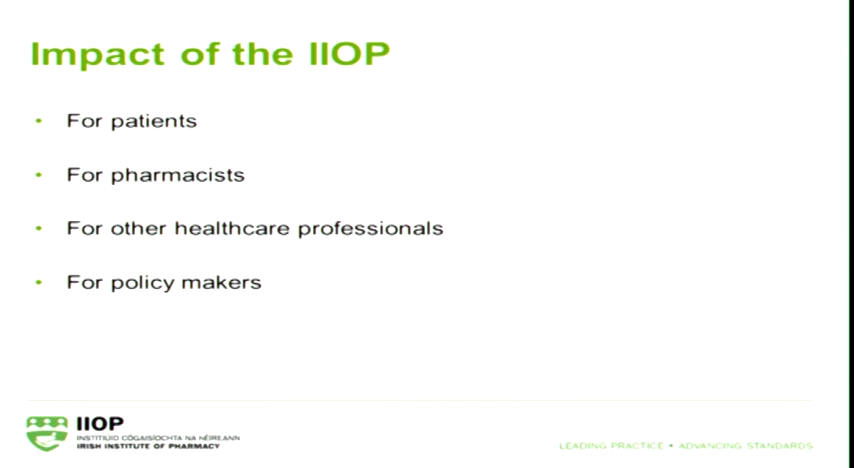 Impact of the IIOP
• For patients
• For pharmacists
• For other healthcare professionals
• For policy makers
IIOP
INSTITIÚID CÓGAISÍOCHTA NA HÉIREANN
IRISH INSTITUTE OF PHARMACY
LEADING PRACTICE • ADVANCING STANDARDS